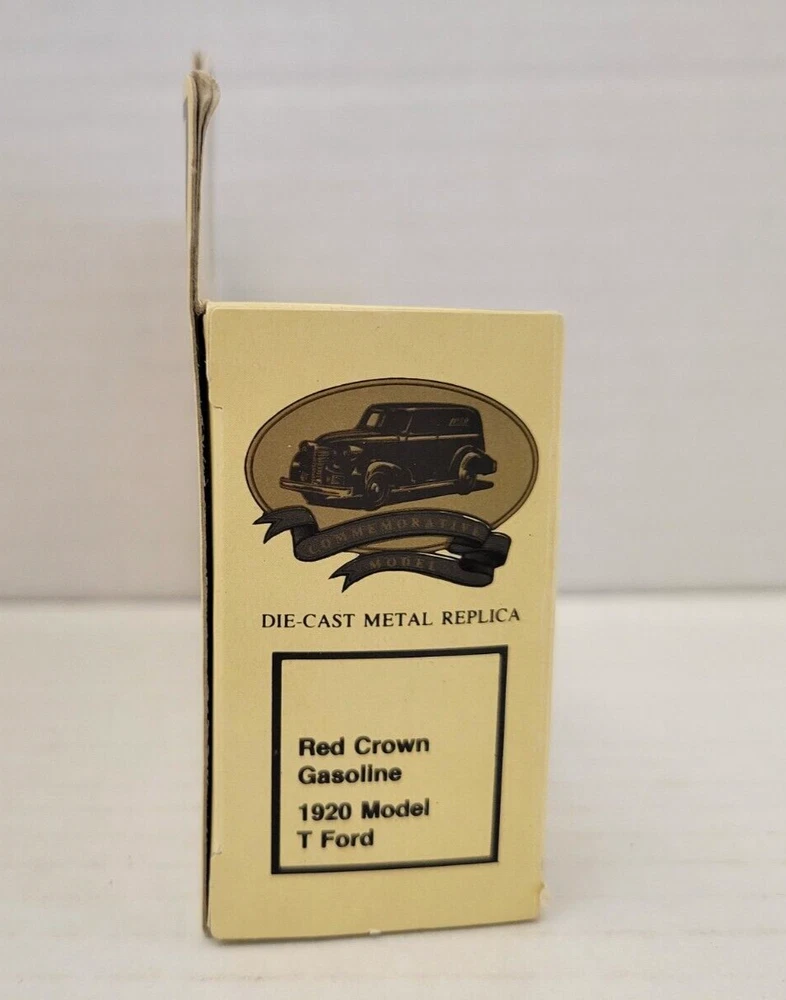 COMMEMORATIVE
MODEL
DIE-CAST METAL REPLICA
Red Crown
Gasoline
1920 Model
T Ford